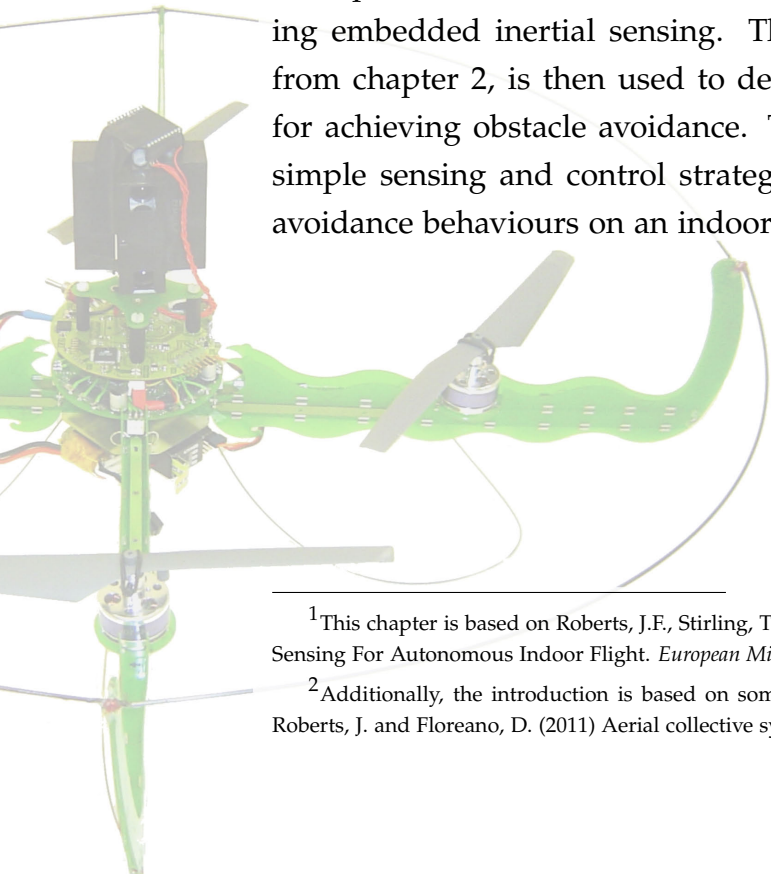 ing embedded inertial sensing. Th
from chapter 2, is then used to de
for achieving obstacle avoidance. T
simple sensing and control strateg
avoidance behaviours on an indoor
1This chapter is based on Roberts, J.F., Stirling, T
Sensing For Autonomous Indoor Flight. European Mi
2Additionally, the introduction is based on som
Roberts, J. and Floreano, D. (2011) Aerial collective sy